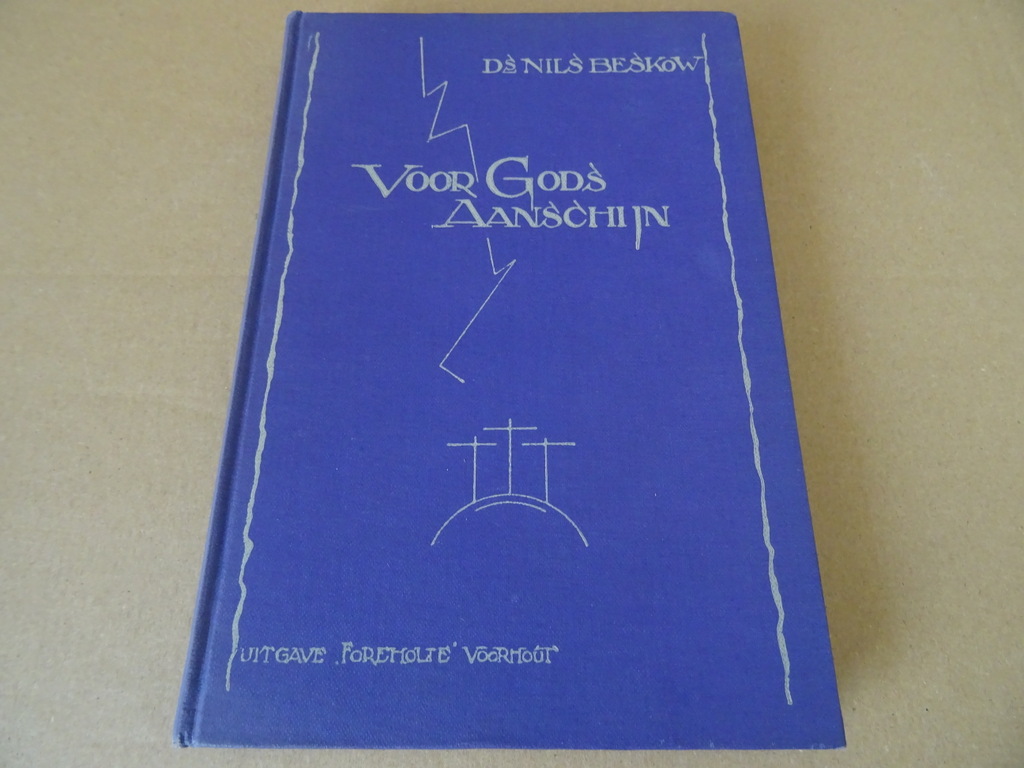 Ds NILS BESKOW
VOOR GODS
AANSCHIJN
UITGAVE „FOREHOLTE" VOORHOUT